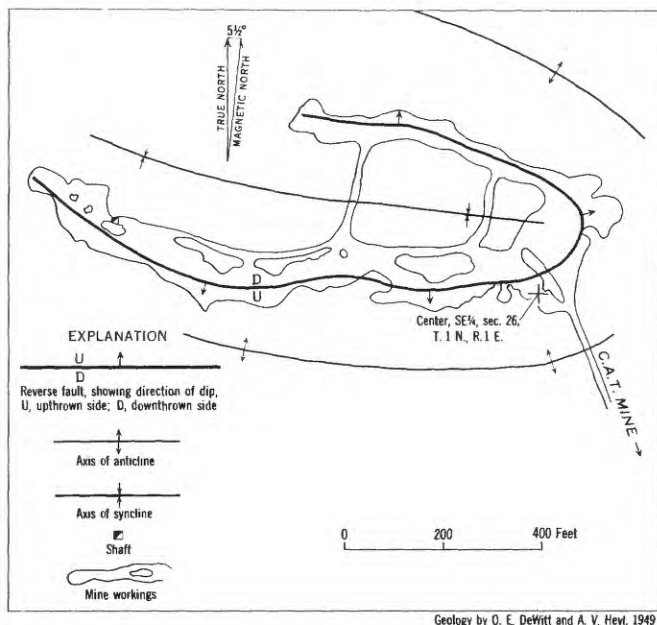 5½°
TRUE NORTH
MAGNETIC NORTH
D
U
Center, SE¼, sec. 26,
T. 1 N., R. 1 E.
C.A.T. MINE
EXPLANATION
U
D
Reverse fault, showing direction of dip,
U, upthrown side; D, downthrown side
Axis of anticline
Axis of syncline
Shaft
Mine workings
0 200 400 Feet
Geology by O. E. DeWitt and A. V. Heyl, 1949